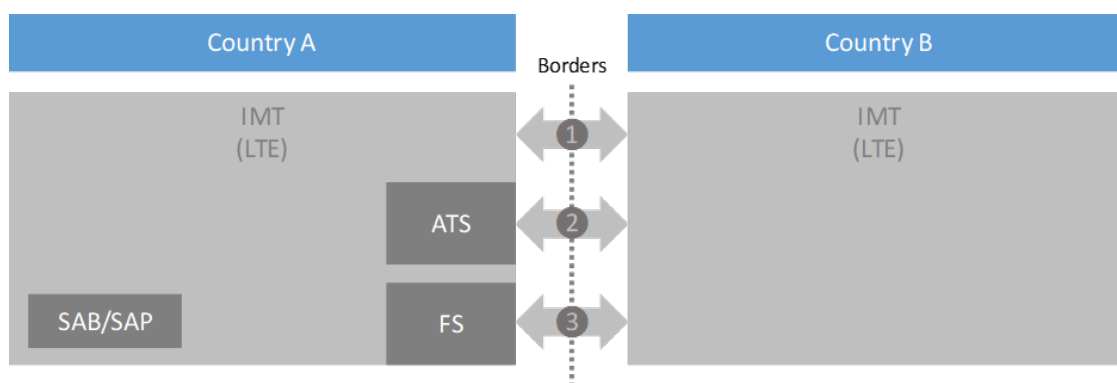 Country A
Country B
Borders
IMT
(LTE)
1
IMT
(LTE)
ATS
2
SAB/SAP
FS
3